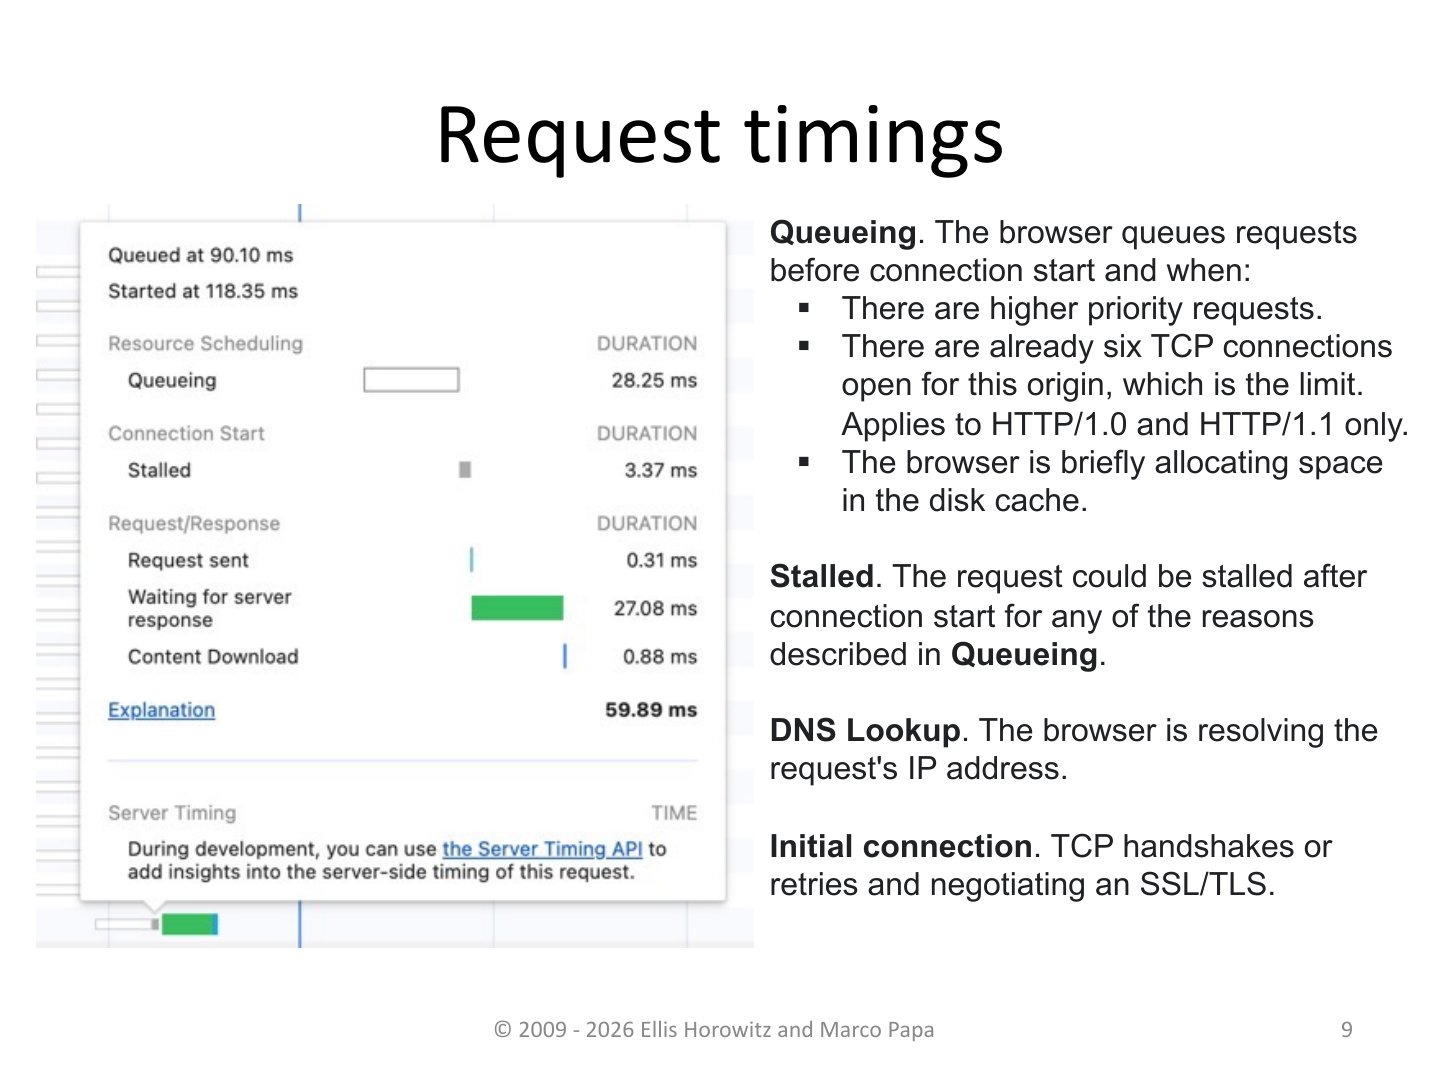 Request timings
Queued at 90.10 ms
Started at 118.35 ms
Resource Scheduling DURATION
Queueing 28.25 ms
Connection Start DURATION
Stalled 3.37 ms
Request/Response DURATION
Request sent 0.31 ms
Waiting for server
response 27.08 ms
Content Download 0.88 ms
Explanation 59.89 ms
Server Timing TIME
During development, you can use the Server Timing API to
add insights into the server-side timing of this request.
Queueing. The browser queues requests
before connection start and when:
▪ There are higher priority requests.
▪ There are already six TCP connections
open for this origin, which is the limit.
Applies to HTTP/1.0 and HTTP/1.1 only.
▪ The browser is briefly allocating space
in the disk cache.
Stalled. The request could be stalled after
connection start for any of the reasons
described in Queueing.
DNS Lookup. The browser is resolving the
request's IP address.
Initial connection. TCP handshakes or
retries and negotiating an SSL/TLS.
© 2009 - 2026 Ellis Horowitz and Marco Papa
9